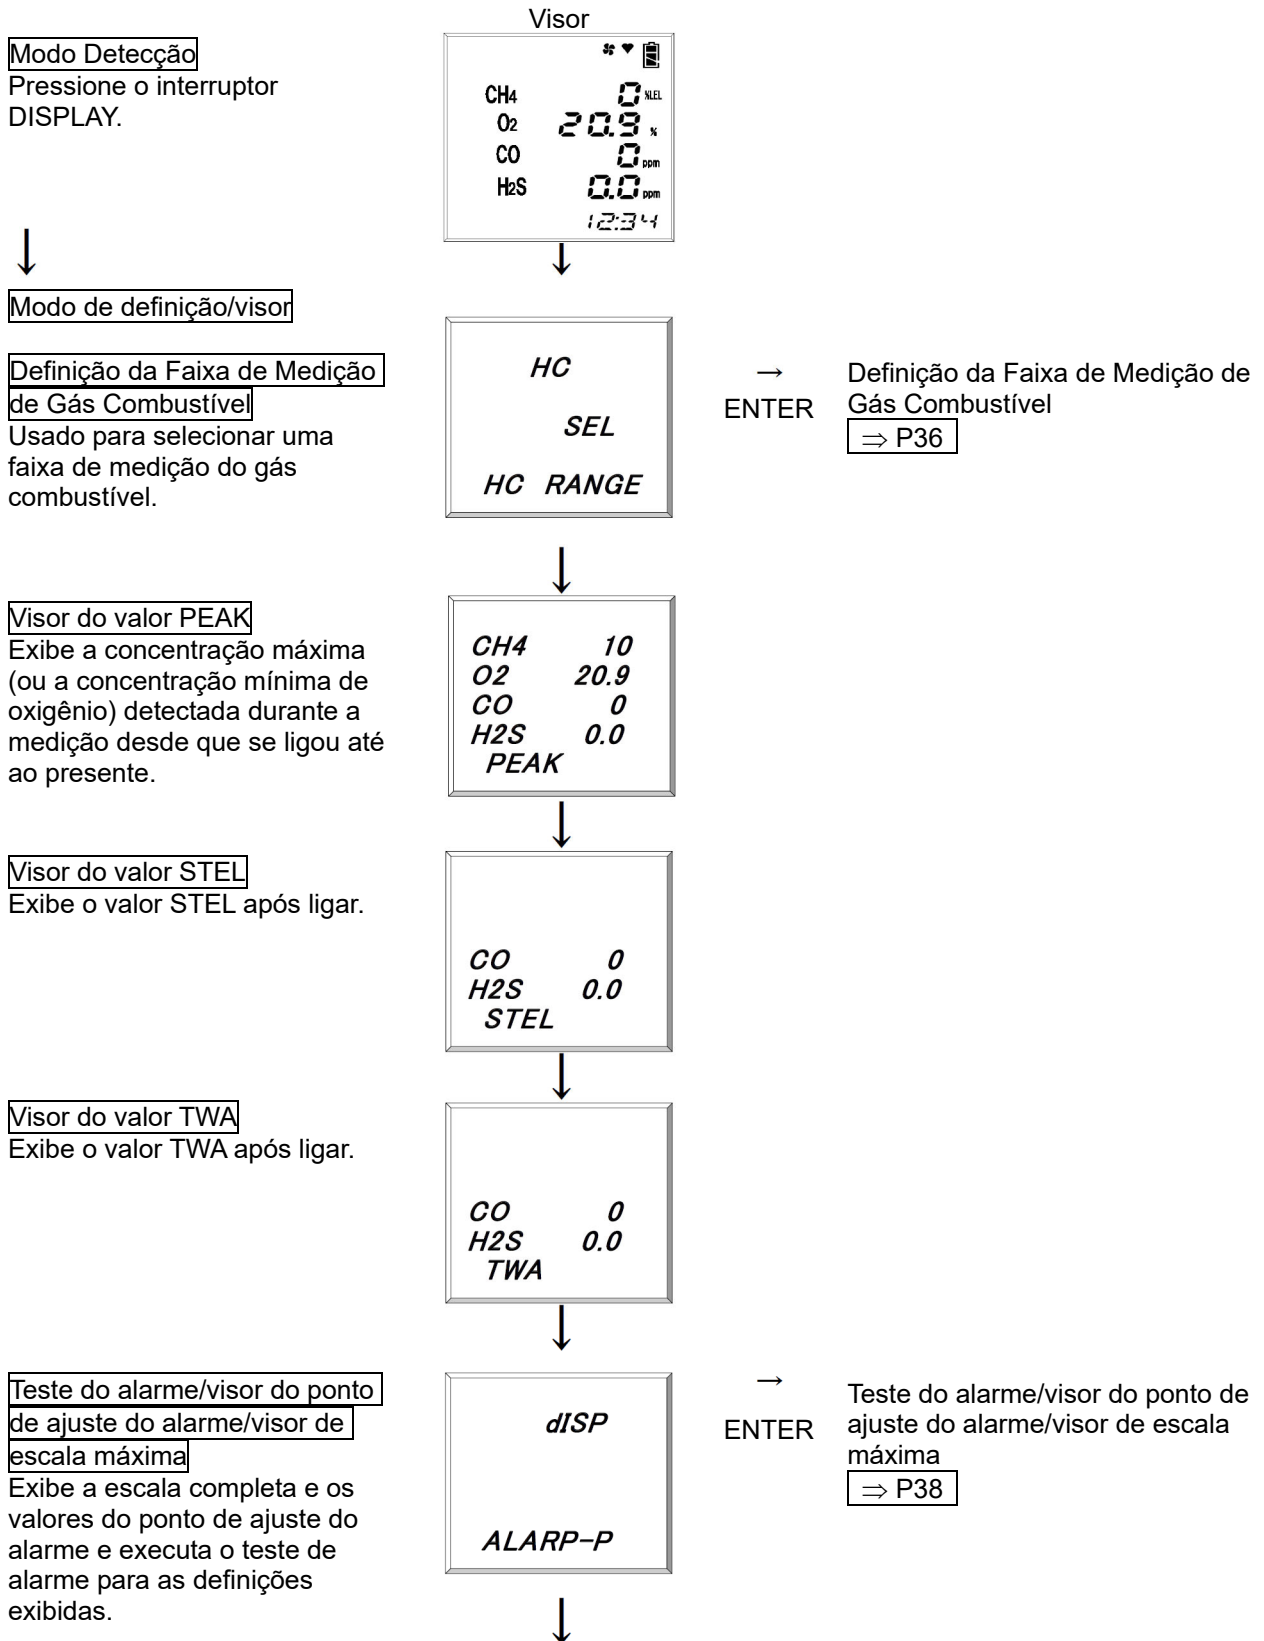 Visor
Modo Detecção
Pressione o interruptor
DISPLAY.
CH4 0 %LEL
O2 20.9 %
CO 0 ppm
H2S 0.0 ppm
12:34
↓
↓
Modo de definição/visor
Definição da Faixa de Medição
de Gás Combustível
Usado para selecionar uma
faixa de medição do gás
combustível.
HC
SEL
HC RANGE
→
ENTER
Definição da Faixa de Medição de
Gás Combustível
⇒ P36
↓
Visor do valor PEAK
Exibe a concentração máxima
(ou a concentração mínima de
oxigênio) detectada durante a
medição desde que se ligou até
ao presente.
CH4 10
O2 20.9
CO 0
H2S 0.0
PEAK
↓
Visor do valor STEL
Exibe o valor STEL após ligar.
CO 0
H2S 0.0
STEL
↓
Visor do valor TWA
Exibe o valor TWA após ligar.
CO 0
H2S 0.0
TWA
↓
Teste do alarme/visor do ponto
de ajuste do alarme/visor de
escala máxima
Exibe a escala completa e os
valores do ponto de ajuste do
alarme e executa o teste de
alarme para as definições
exibidas.
dISP
ALARP-P
→
ENTER
Teste do alarme/visor do ponto de
ajuste do alarme/visor de escala
máxima
⇒ P38
↓